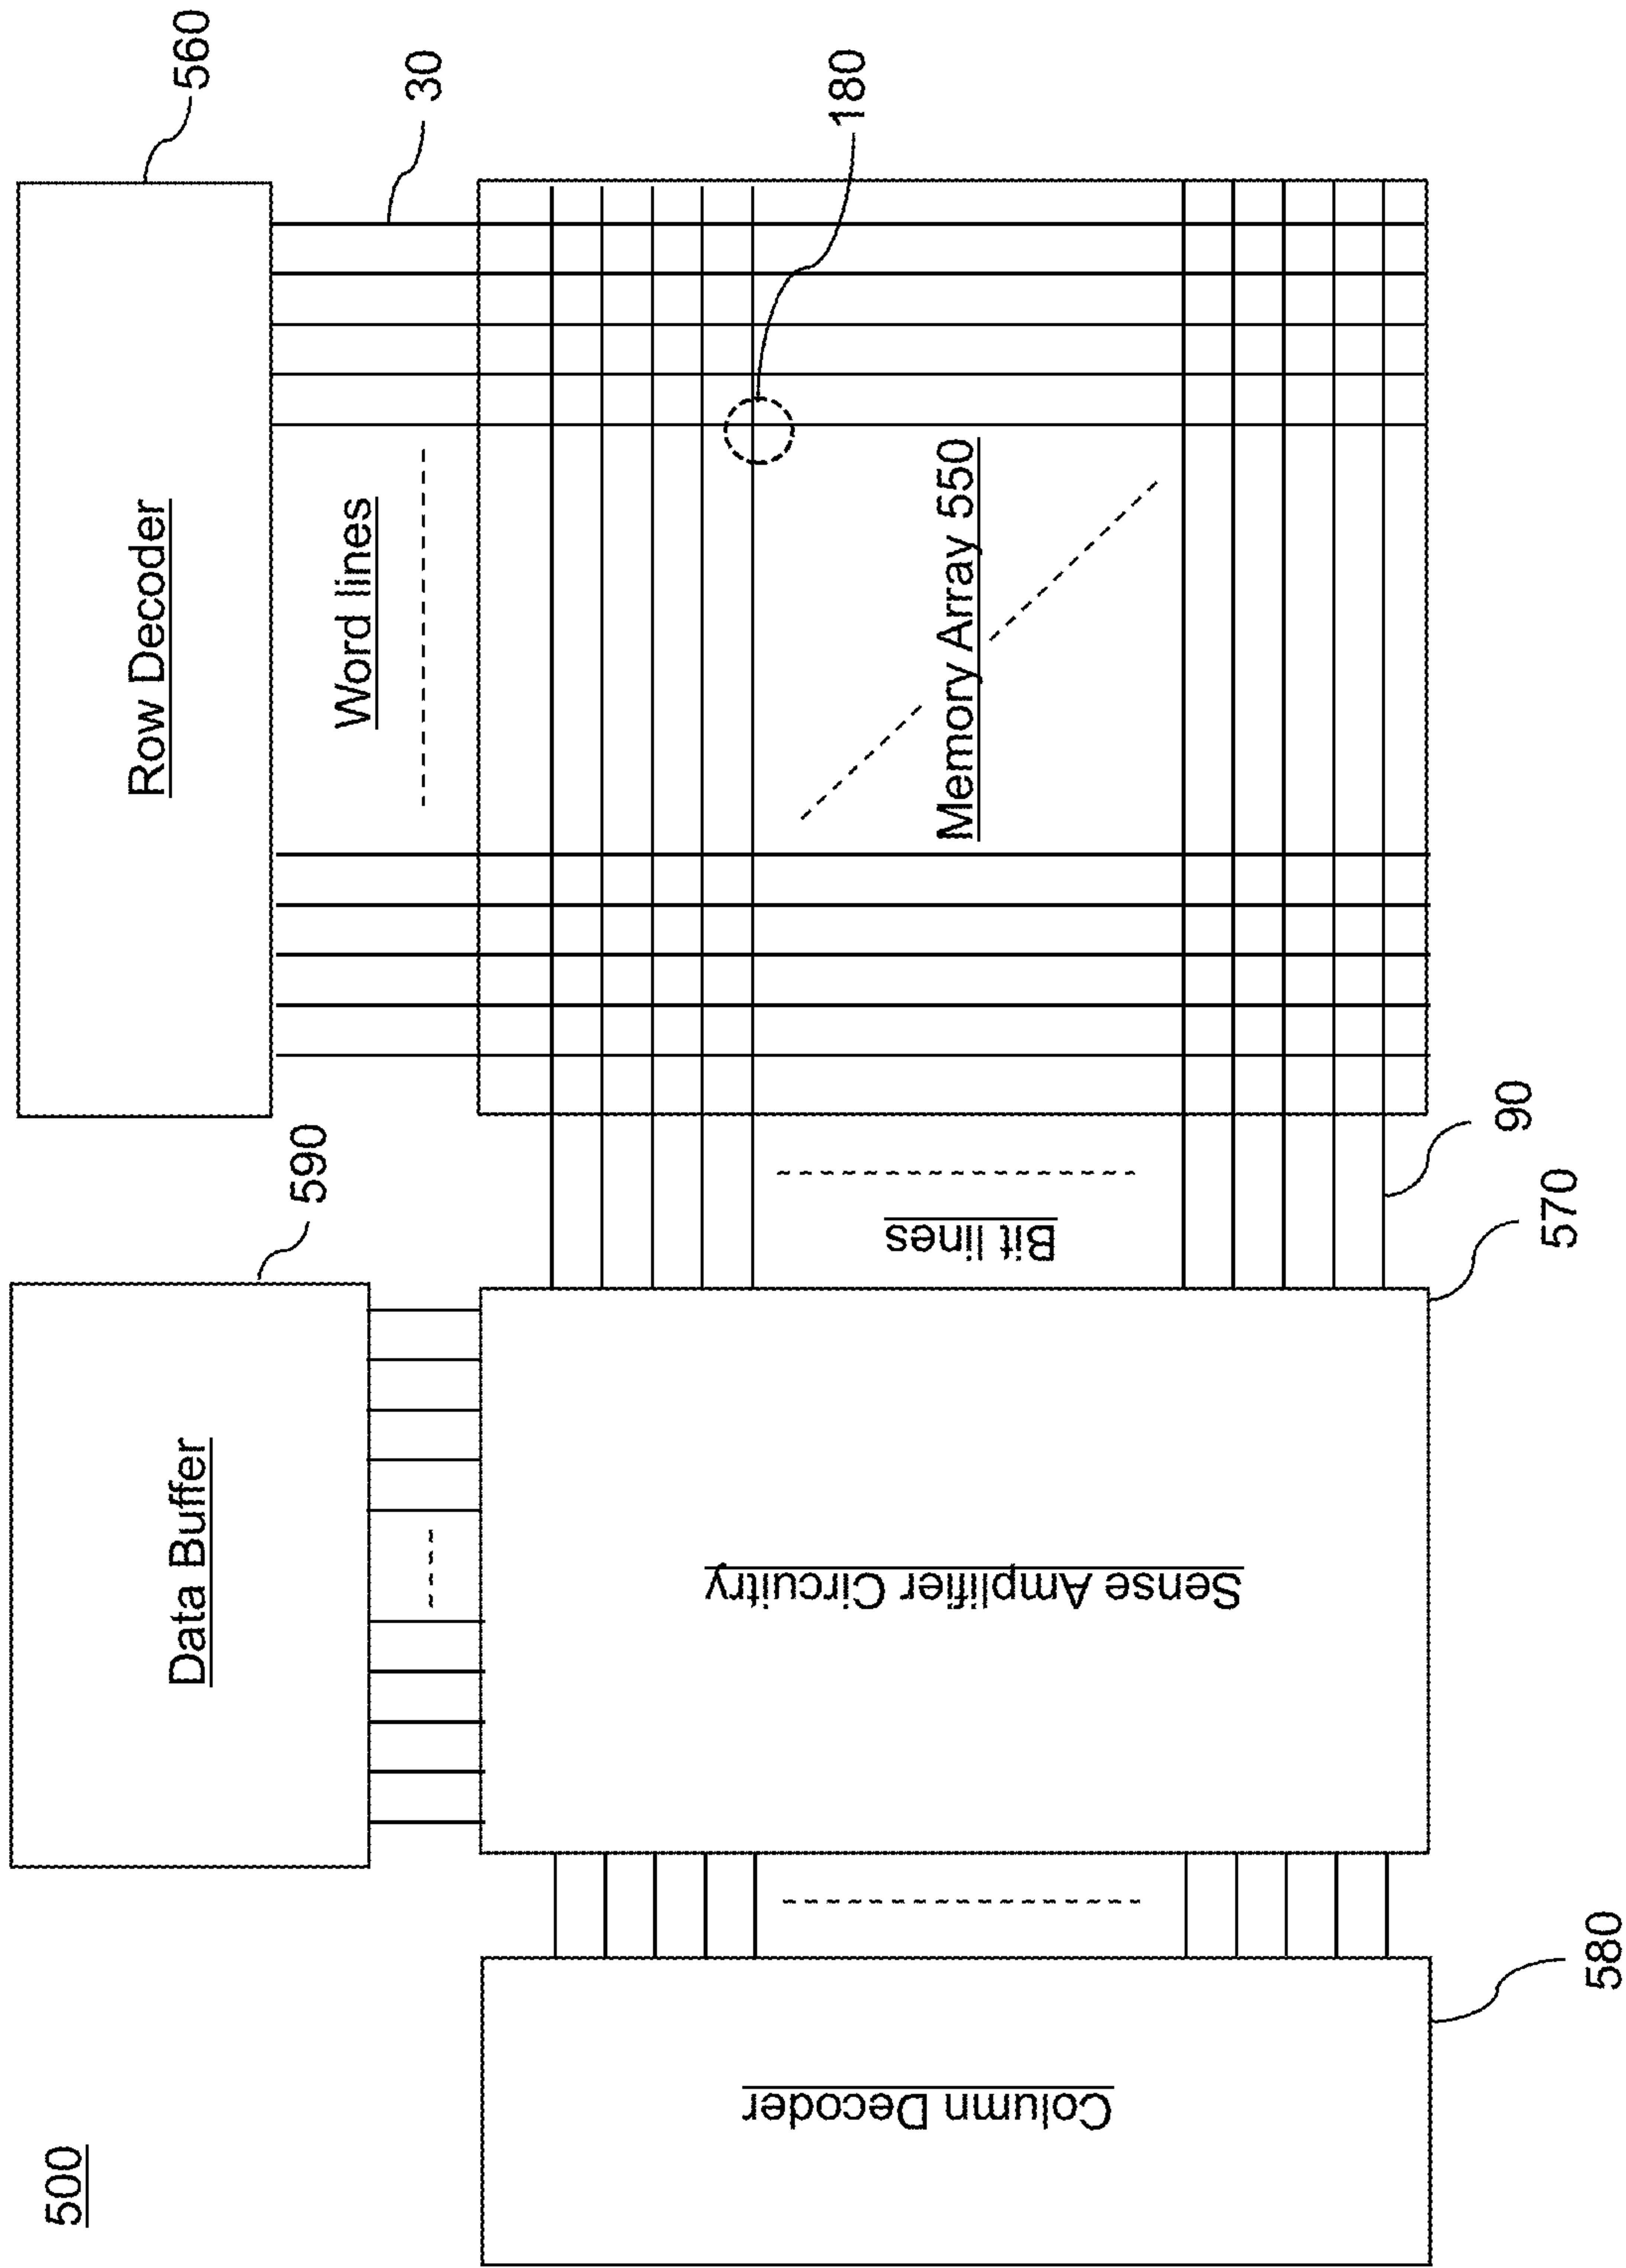 500
Row Decoder
560
Word lines
30
180
Memory Array 550
Data Buffer
590
Bit lines
90
Sense Amplifier Circuitry
570
Column Decoder
580